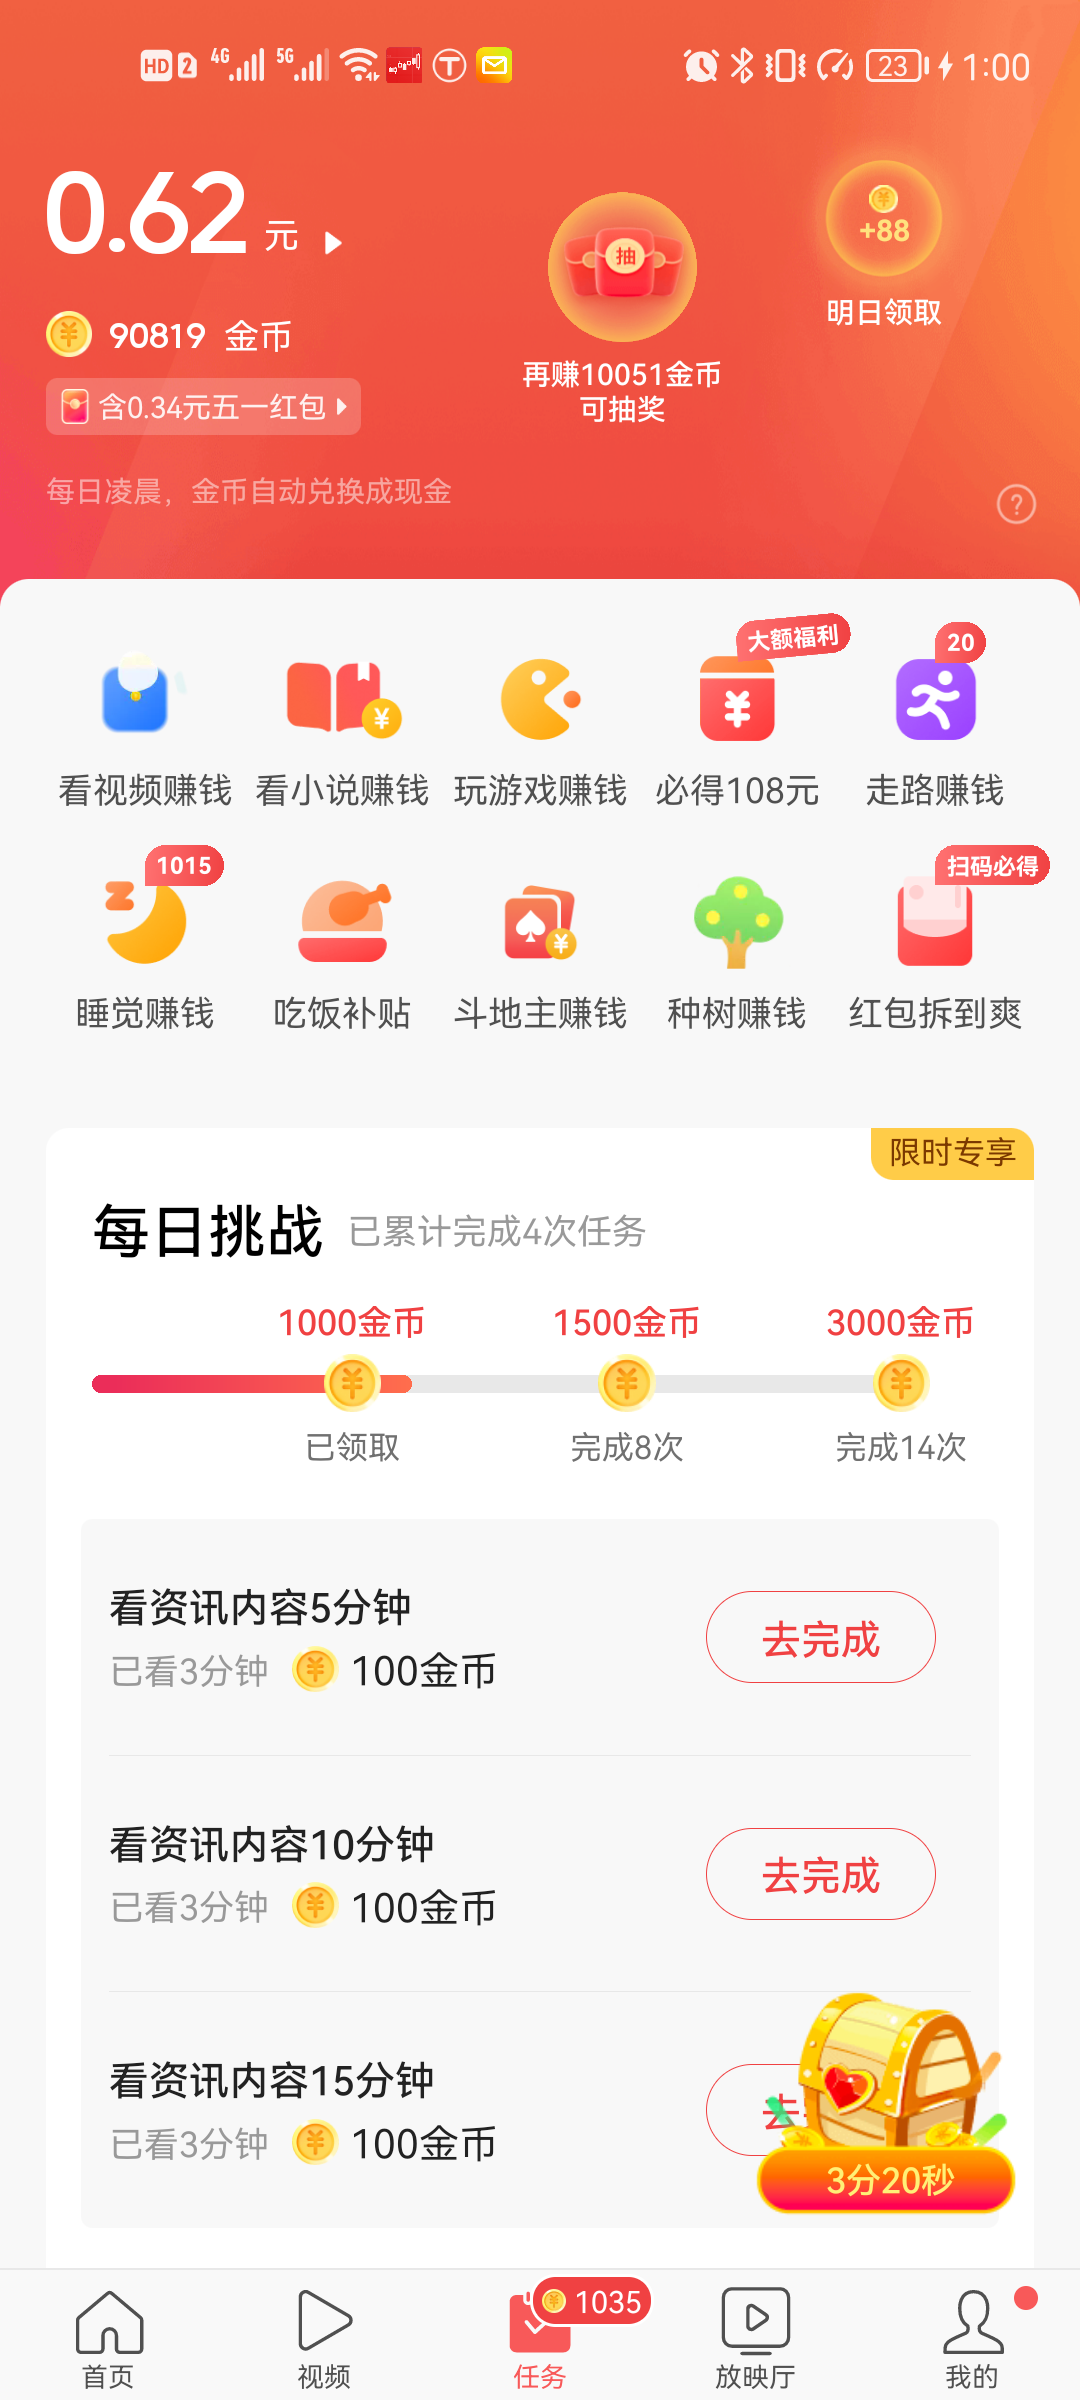 HD 2 4G 5G 23 1:00
0.62 元
+88
明日领取
抽
90819 金币
再赚10051金币
可抽奖
含0.34元五一红包
每日凌晨，金币自动兑换成现金
?
大额福利
20
看视频赚钱 看小说赚钱 玩游戏赚钱 必得108元 走路赚钱
1015
扫码必得
睡觉赚钱 吃饭补贴 斗地主赚钱 种树赚钱 红包拆到爽
限时专享
每日挑战 已累计完成4次任务
1000金币 1500金币 3000金币
已领取 完成8次 完成14次
看资讯内容5分钟
已看3分钟 100金币
去完成
看资讯内容10分钟
已看3分钟 100金币
去完成
看资讯内容15分钟
已看3分钟 100金币
去
3分20秒
1035
首页 视频 任务 放映厅 我的